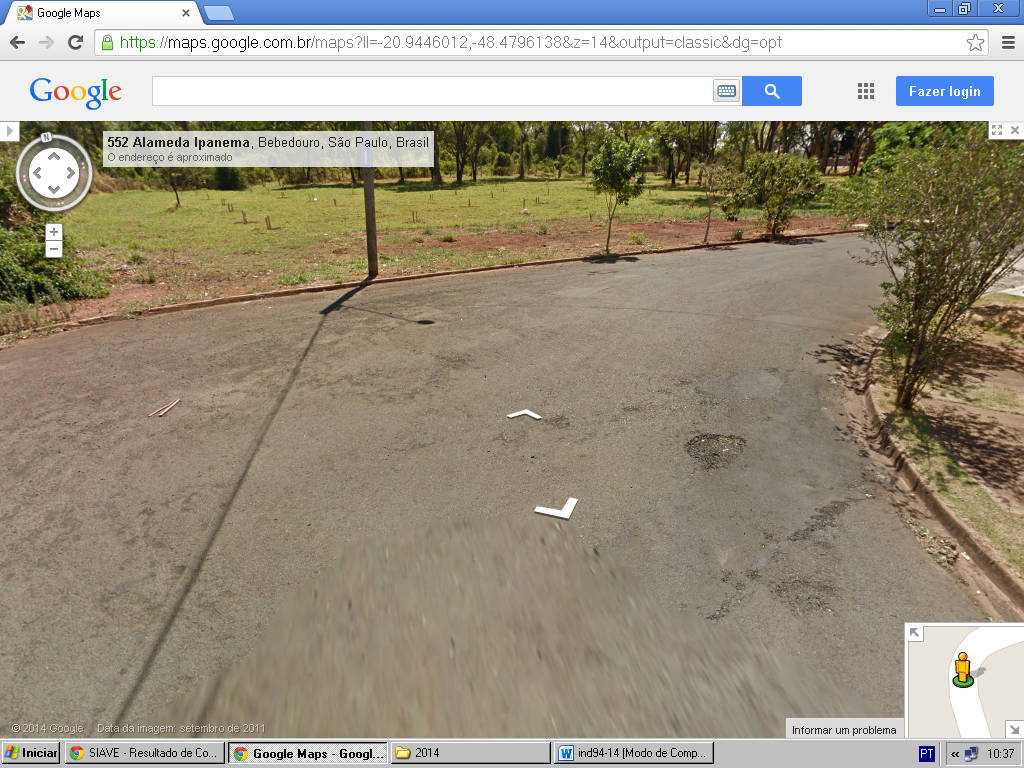 Google Maps
https://maps.google.com.br/maps?ll=-20.9446012,-48.4796138&z=14&output=classic&dg=opt
Google
Fazer login
N
552 Alameda Ipanema, Bebedouro, São Paulo, Brasil
O endereço é aproximado
© 2014 Google Data da imagem: setembro de 2011
Informar um problema
Iniciar
SIAVE - Resultado de Co...
Google Maps - Googl...
2014
ind94-14 [Modo de Comp...
PT
10:37